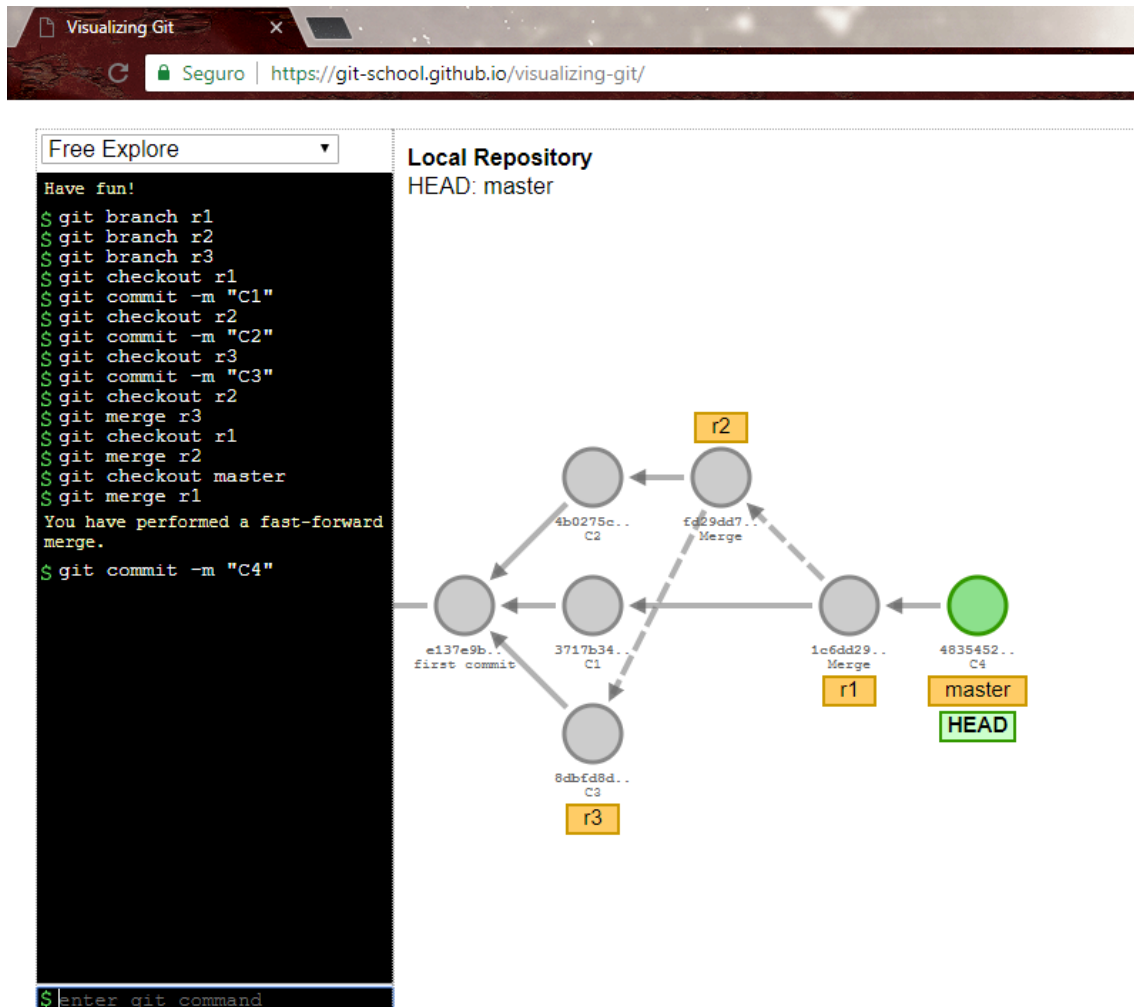 Visualizing Git
Seguro | https://git-school.github.io/visualizing-git/
Free Explore
Have fun!
$ git branch r1
$ git branch r2
$ git branch r3
$ git checkout r1
$ git commit -m "C1"
$ git checkout r2
$ git commit -m "C2"
$ git checkout r3
$ git commit -m "C3"
$ git checkout r2
$ git merge r3
$ git checkout r1
$ git merge r2
$ git checkout master
$ git merge r1
You have performed a fast-forward
merge.
$ git commit -m "C4"
$ enter git command
Local Repository
HEAD: master
r2
4b0275c..
C2
fd29dd7..
Merge
e137e9b..
first commit
3717b34..
C1
1c6dd29..
Merge
r1
4835452..
C4
master
HEAD
8dbfd8d..
C3
r3